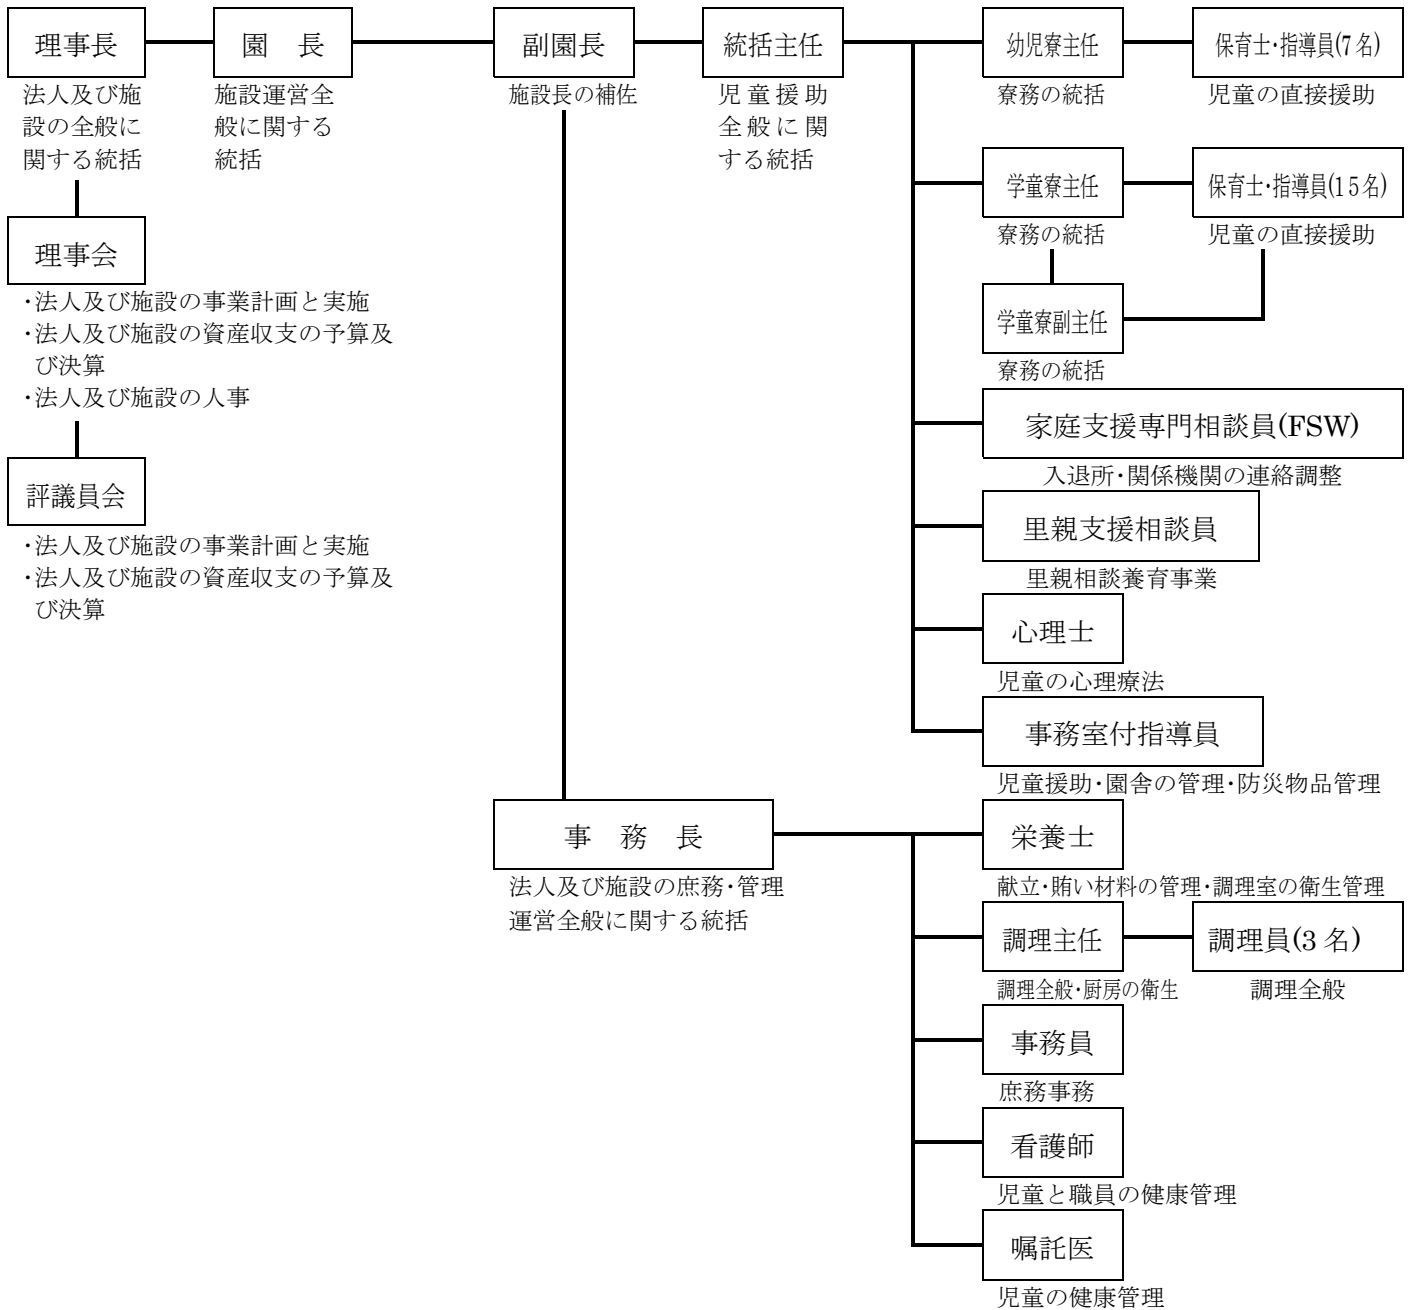 理事長
法人及び施
設の全般に
関する統括
理事会
・法人及び施設の事業計画と実施
・法人及び施設の資産収支の予算及
び決算
・法人及び施設の人事
評議員会
・法人及び施設の事業計画と実施
・法人及び施設の資産収支の予算及
び決算
園　長
施設運営全
般に関する
統括
副園長
施設長の補佐
統括主任
児童援助
全般に関
する統括
幼児寮主任
寮務の統括
保育士・指導員(7名)
児童の直接援助
学童寮主任
寮務の統括
保育士・指導員(15名)
児童の直接援助
学童寮副主任
寮務の統括
家庭支援専門相談員(FSW)
入退所・関係機関の連絡調整
里親支援相談員
里親相談養育事業
心理士
児童の心理療法
事務室付指導員
児童援助・園舎の管理・防災物品管理
事　務　長
法人及び施設の庶務・管理
運営全般に関する統括
栄養士
献立・賄い材料の管理・調理室の衛生管理
調理主任
調理全般・厨房の衛生
調理員(3名)
調理全般
事務員
庶務事務
看護師
児童と職員の健康管理
嘱託医
児童の健康管理